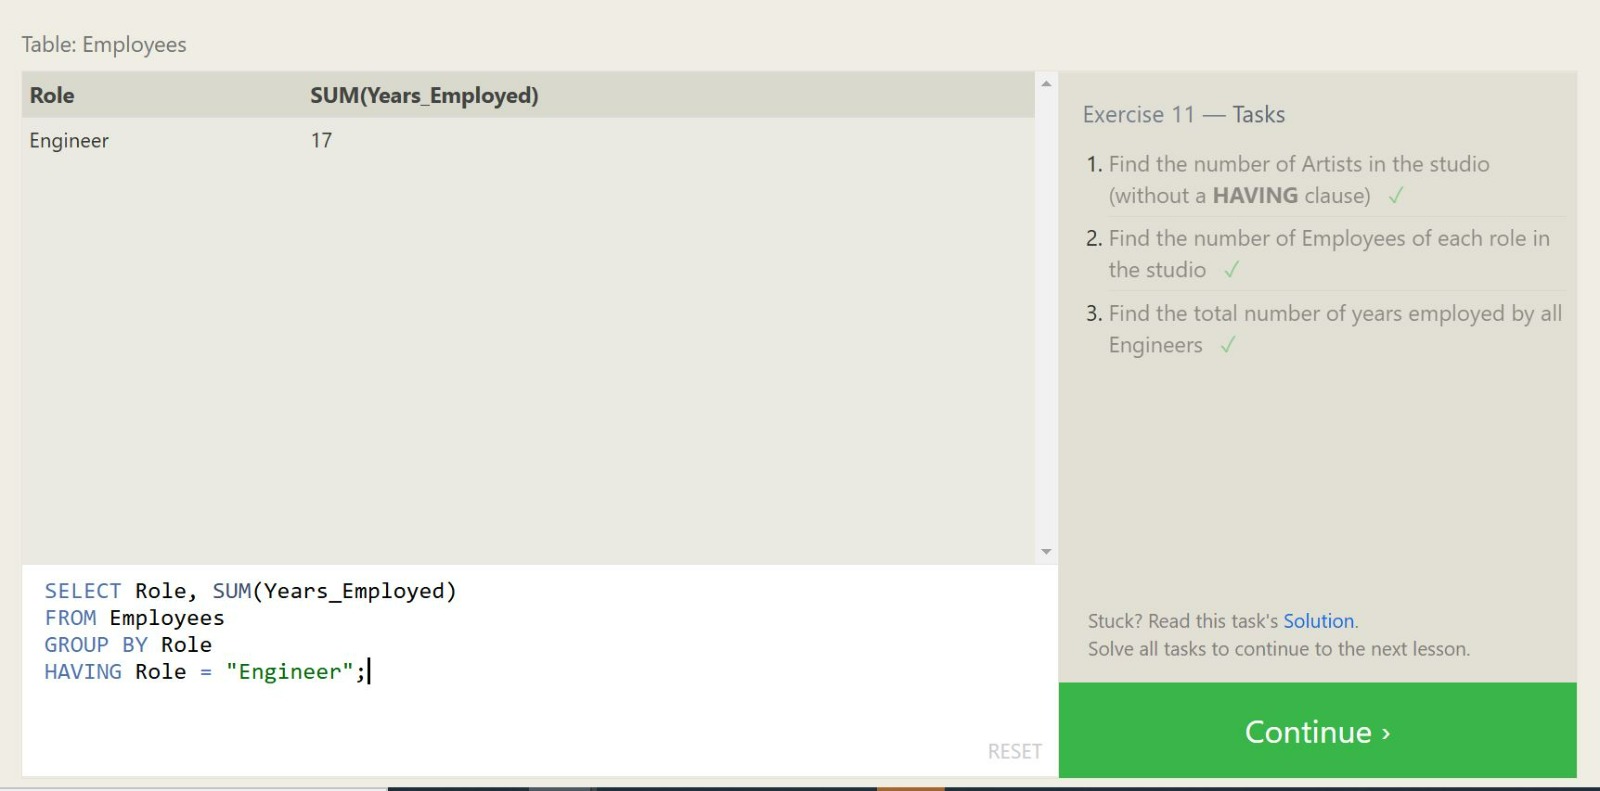 Table: Employees
Role SUM(Years_Employed)
Engineer 17
SELECT Role, SUM(Years_Employed)
FROM Employees
GROUP BY Role
HAVING Role = "Engineer";
RESET
Exercise 11 — Tasks
1. Find the number of Artists in the studio
(without a HAVING clause) ✓
2. Find the number of Employees of each role in
the studio ✓
3. Find the total number of years employed by all
Engineers ✓
Stuck? Read this task's Solution.
Solve all tasks to continue to the next lesson.
Continue ›